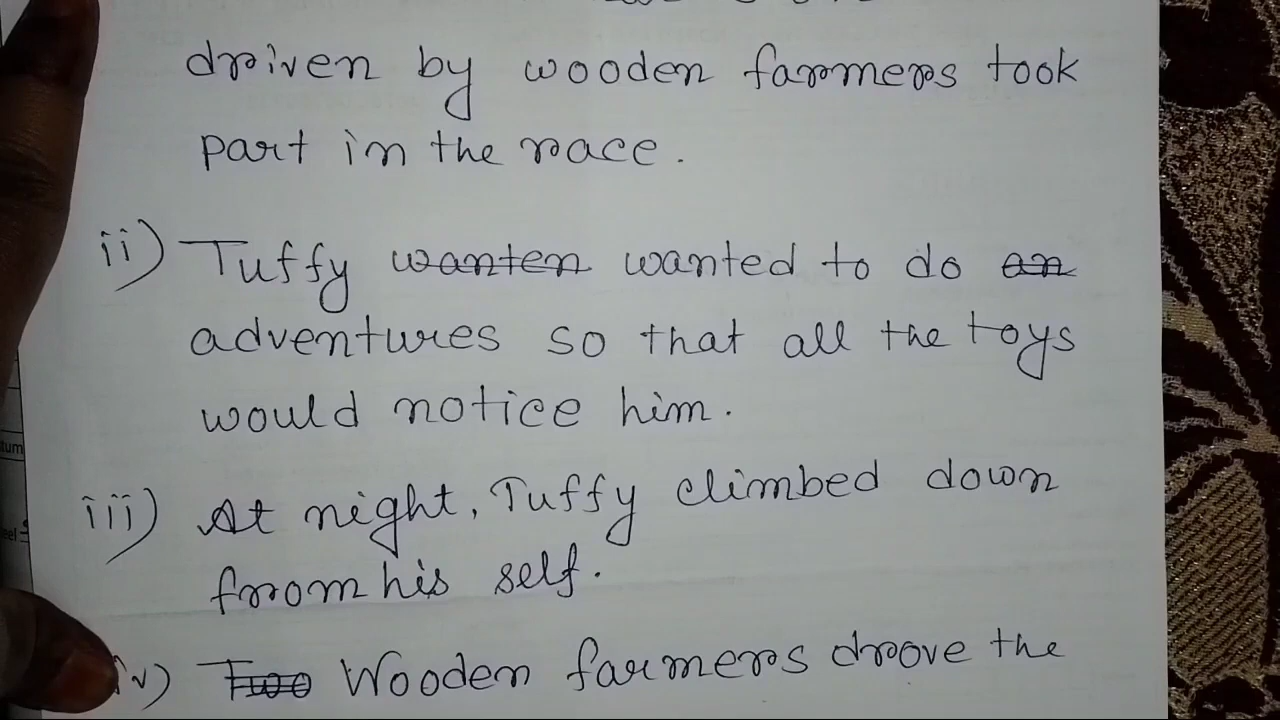 driven by wooden farmers took
part in the race.
ii) Tuffy wanten wanted to do an
adventures so that all the toys
would notice him.
iii) At night, Tuffy climbed down
from his self.
iv) Two Wooden farmers drove the